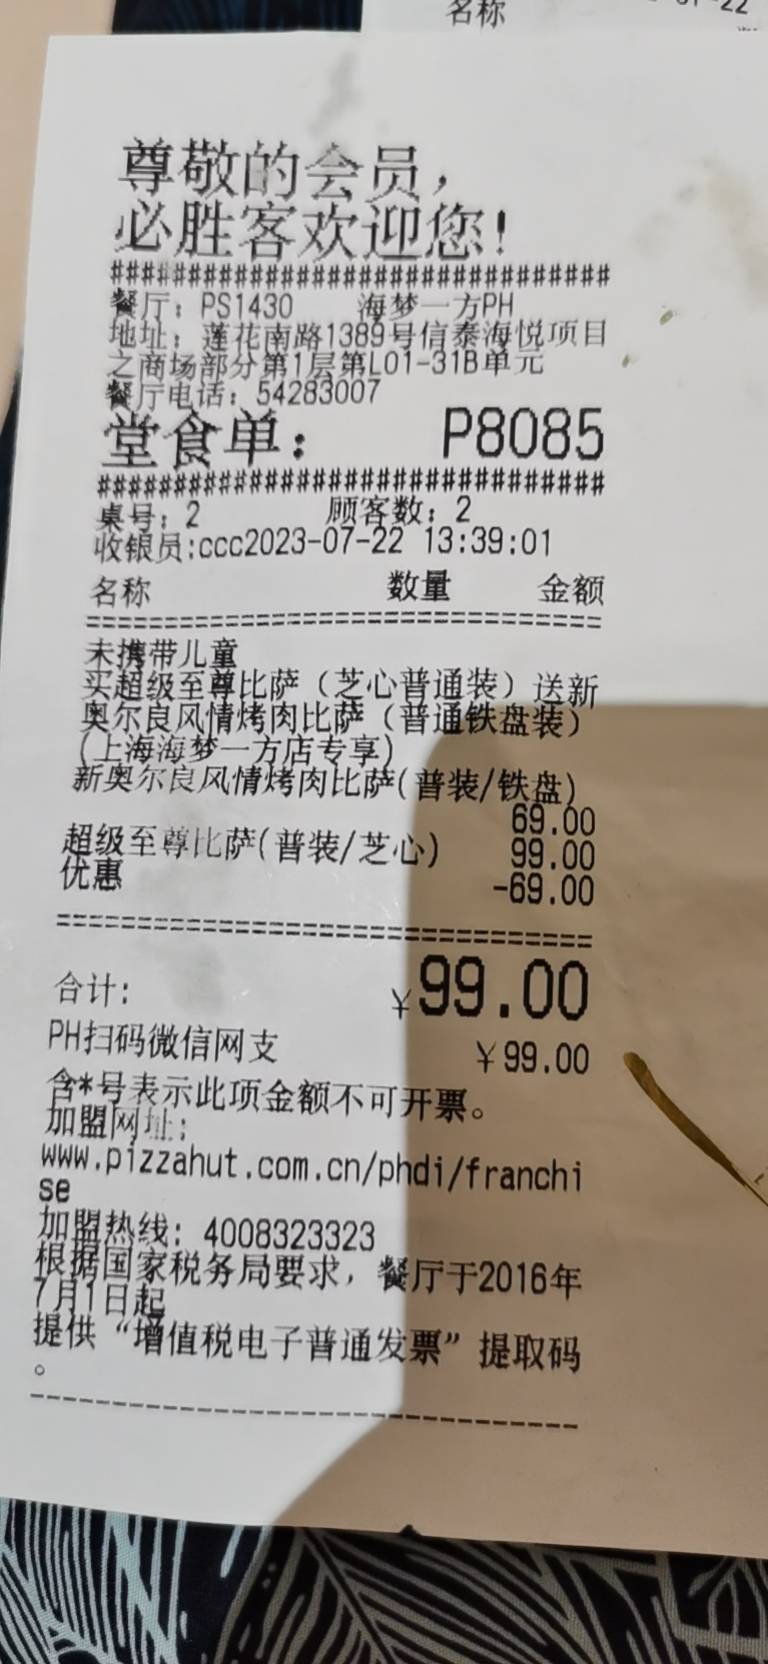 名称
尊敬的会员，
必胜客欢迎您!
################################
餐厅：PS1430 海梦一方PH
地址：莲花南路1389号信泰海悦项目
之商场部分第1层第L01-31B单元
餐厅电话：54283007
堂食单： P8085
#################################
桌号：2 顾客数：2
收银员:ccc2023-07-22 13:39:01
名称 数量 金额
==================================
未携带儿童
买超级至尊比萨（芝心普通装）送新
奥尔良风情烤肉比萨（普通铁盘装）
(上海海梦一方店专享)
新奥尔良风情烤肉比萨(普装/铁盘)
69.00
超级至尊比萨(普装/芝心) 99.00
优惠 -69.00
==================================
合计: ￥99.00
PH扫码微信网支 ￥99.00
含*号表示此项金额不可开票。
加盟网址：
www.pizzahut.com.cn/phdi/franchi
se
加盟热线：4008323323
根据国家税务局要求，餐厅于2016年
7月1日起
提供“增值税电子普通发票”提取码
。
----------------------------------